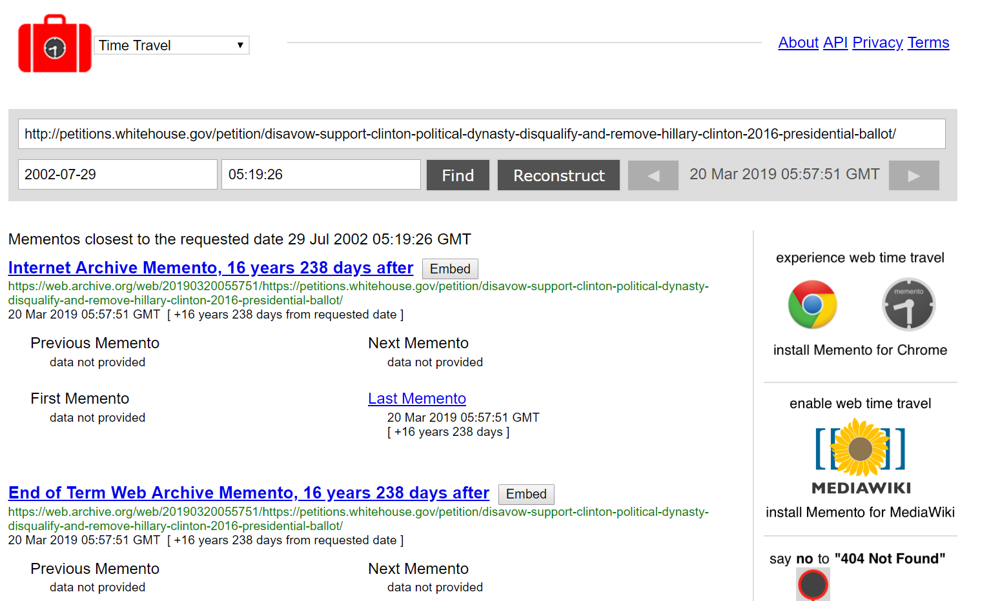 Time Travel
About API Privacy Terms
http://petitions.whitehouse.gov/petition/disavow-support-clinton-political-dynasty-disqualify-and-remove-hillary-clinton-2016-presidential-ballot/
2002-07-29 05:19:26 Find Reconstruct 20 Mar 2019 05:57:51 GMT
Mementos closest to the requested date 29 Jul 2002 05:19:26 GMT
Internet Archive Memento, 16 years 238 days after Embed
https://web.archive.org/web/20190320055751/https://petitions.whitehouse.gov/petition/disavow-support-clinton-political-dynasty-
disqualify-and-remove-hillary-clinton-2016-presidential-ballot/
20 Mar 2019 05:57:51 GMT [ +16 years 238 days from requested date ]
Previous Memento
data not provided
Next Memento
data not provided
First Memento
data not provided
Last Memento
20 Mar 2019 05:57:51 GMT
[ +16 years 238 days ]
End of Term Web Archive Memento, 16 years 238 days after Embed
https://web.archive.org/web/20190320055751/https://petitions.whitehouse.gov/petition/disavow-support-clinton-political-dynasty-
disqualify-and-remove-hillary-clinton-2016-presidential-ballot/
20 Mar 2019 05:57:51 GMT [ +16 years 238 days from requested date ]
Previous Memento
data not provided
Next Memento
data not provided
experience web time travel
memento
install Memento for Chrome
enable web time travel
MEDIAWIKI
install Memento for MediaWiki
say no to "404 Not Found"